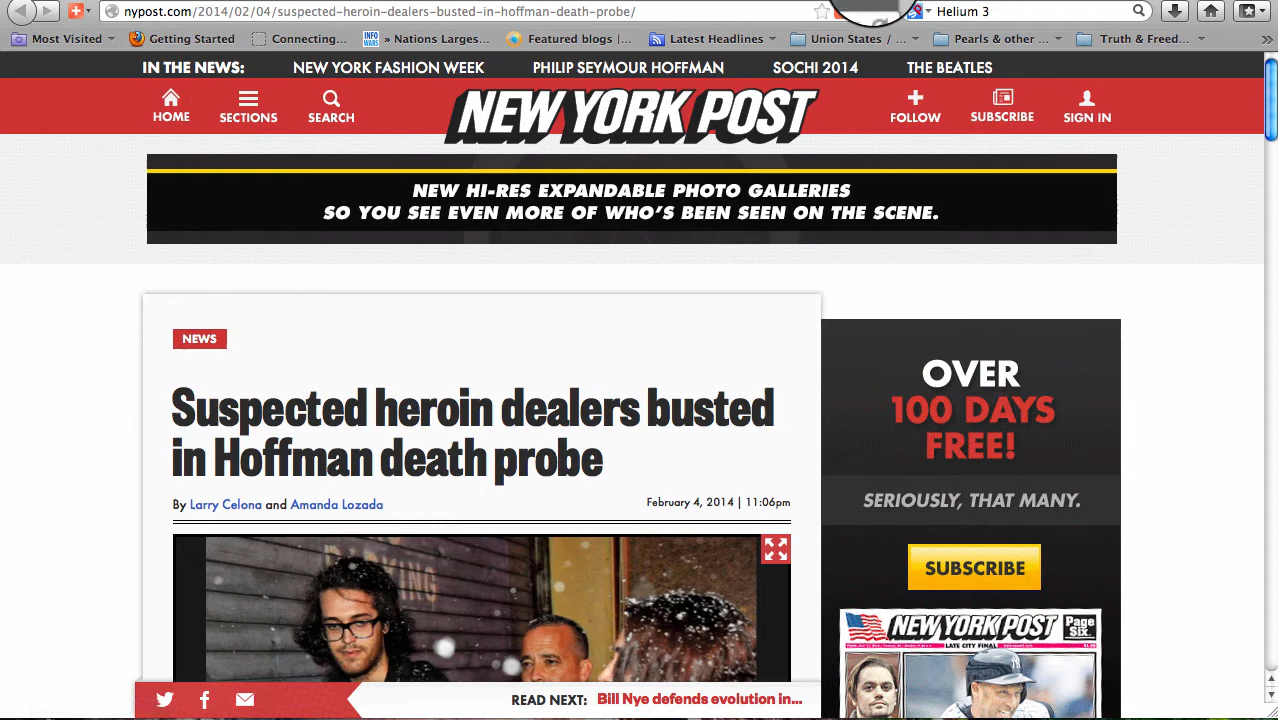 nypost.com/2014/02/04/suspected-heroin-dealers-busted-in-hoffman-death-probe/
Helium 3
Most Visited
Getting Started
Connecting...
INFO
WARS
» Nations Larges...
Featured blogs |...
Latest Headlines
Union States / ...
Pearls & other ...
Truth & Freed...
IN THE NEWS:
NEW YORK FASHION WEEK
PHILIP SEYMOUR HOFFMAN
SOCHI 2014
THE BEATLES
HOME
SECTIONS
SEARCH
NEW YORK POST
FOLLOW
SUBSCRIBE
SIGN IN
NEW HI-RES EXPANDABLE PHOTO GALLERIES
SO YOU SEE EVEN MORE OF WHO'S BEEN SEEN ON THE SCENE.
NEWS
Suspected heroin dealers busted
in Hoffman death probe
By Larry Celona and Amanda Lozada
February 4, 2014 | 11:06pm
OVER
100 DAYS
FREE!
SERIOUSLY, THAT MANY.
SUBSCRIBE
NEW YORK POST
Page
Six.
LATE CITY FINAL
READ NEXT: Bill Nye defends evolution in...